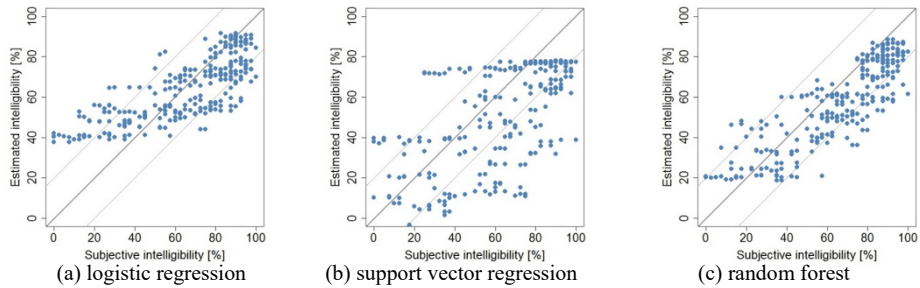 Estimated intelligibility [%]
100
80
60
40
20
0
0 20 40 60 80 100
Subjective intelligibility [%]
(a) logistic regression
Estimated intelligibility [%]
100
80
60
40
20
0
0 20 40 60 80 100
Subjective intelligibility [%]
(b) support vector regression
Estimated intelligibility [%]
100
80
60
40
20
0
0 20 40 60 80 100
Subjective intelligibility [%]
(c) random forest